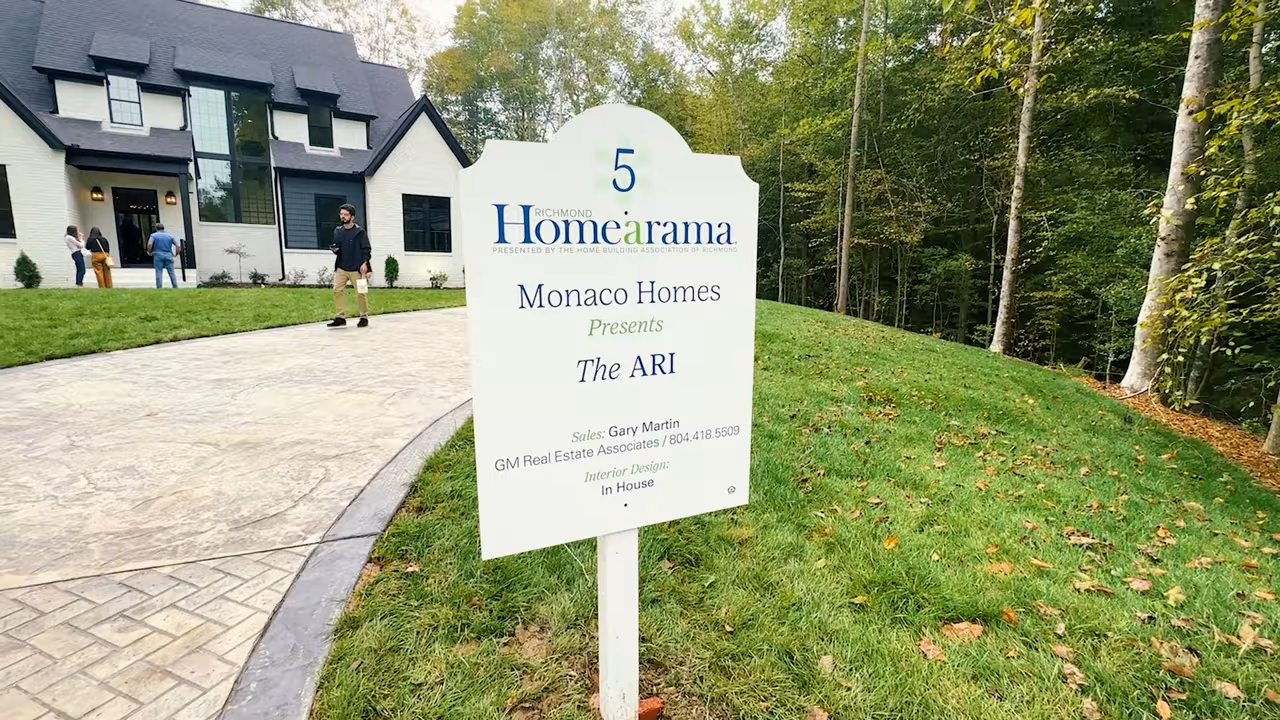 5
RICHMOND
Homearama
PRESENTED BY THE HOME BUILDING ASSOCIATION OF RICHMOND
Monaco Homes
Presents
The ARI
Sales: Gary Martin
GM Real Estate Associates / 804.418.5509
Interior Design:
In House